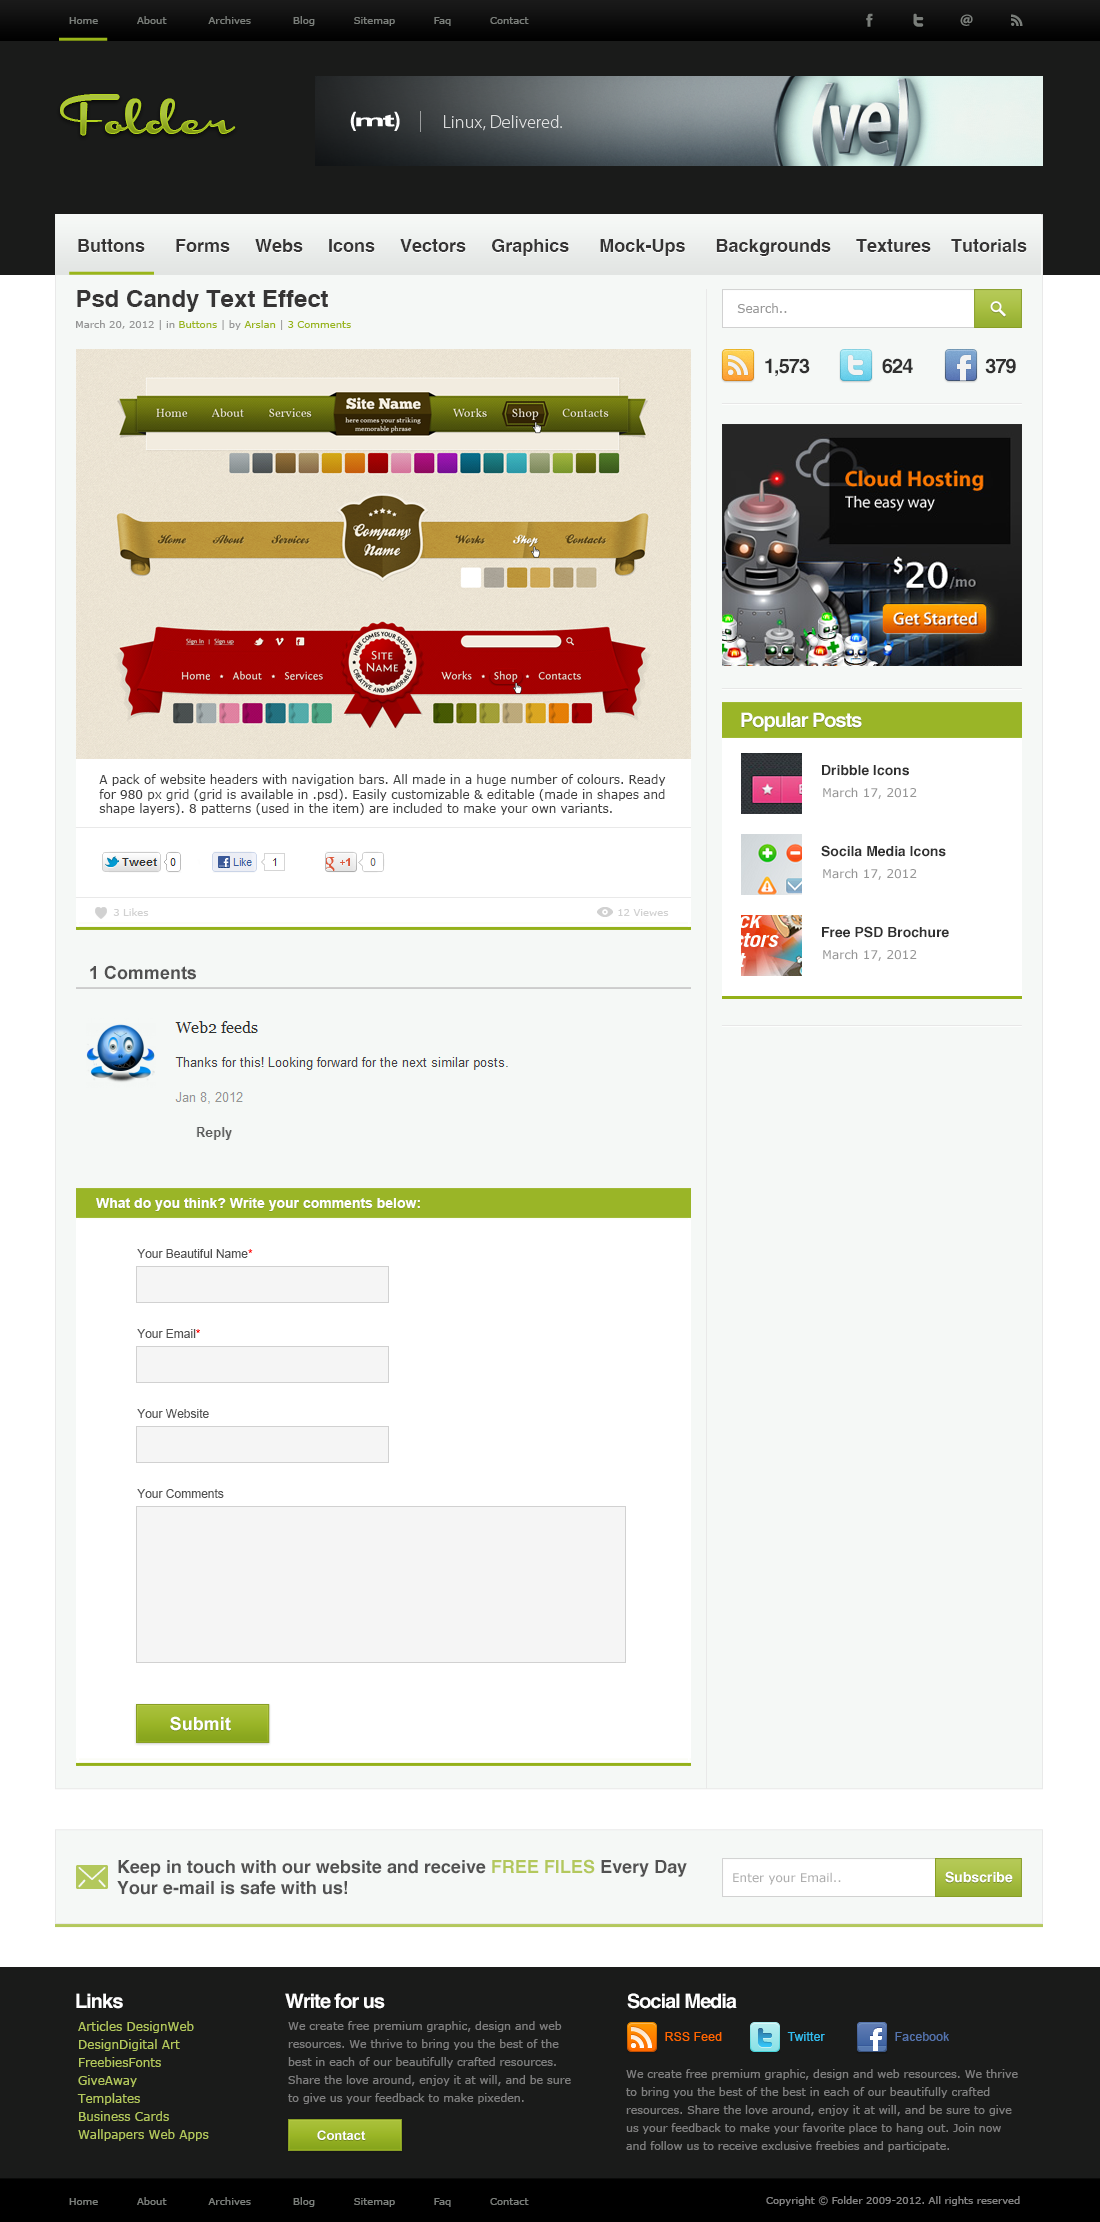 Home About Archives Blog Sitemap Faq Contact
Folder
(mt) Linux, Delivered. (ve)
Buttons Forms Webs Icons Vectors Graphics Mock-Ups Backgrounds Textures Tutorials
Psd Candy Text Effect
March 20, 2012 | in Buttons | by Arslan | 3 Comments
Home About Services Site Name Works Shop Contacts
here comes your striking
memorable phrase
Home About Services Company Name Works Shop Contacts
Sign In | Sign up
HERE COMES YOUR SLOGAN
SITE
NAME
CREATIVE AND MEMORABLE
Home • About • Services Works • Shop • Contacts
A pack of website headers with navigation bars. All made in a huge number of colours. Ready
for 980 px grid (grid is available in .psd). Easily customizable & editable (made in shapes and
shape layers). 8 patterns (used in the item) are included to make your own variants.
Tweet 0 Like 1 +1 0
3 Likes 12 Viewes
1 Comments
Web2 feeds
Thanks for this! Looking forward for the next similar posts.
Jan 8, 2012
Reply
What do you think? Write your comments below:
Your Beautiful Name*
Your Email*
Your Website
Your Comments
Submit
Search..
1,573 624 379
Cloud Hosting
The easy way
$20/mo
Get Started
Popular Posts
Dribble Icons
March 17, 2012
Socila Media Icons
March 17, 2012
Free PSD Brochure
March 17, 2012
Keep in touch with our website and receive FREE FILES Every Day
Your e-mail is safe with us!
Enter your Email.. Subscribe
Links
Articles DesignWeb
DesignDigital Art
FreebiesFonts
GiveAway
Templates
Business Cards
Wallpapers Web Apps
Write for us
We create free premium graphic, design and web
resources. We thrive to bring you the best of the
best in each of our beautifully crafted resources.
Share the love around, enjoy it at will, and be sure
to give us your feedback to make pixeden.
Contact
Social Media
RSS Feed Twitter Facebook
We create free premium graphic, design and web resources. We thrive
to bring you the best of the best in each of our beautifully crafted
resources. Share the love around, enjoy it at will, and be sure to give
us your feedback to make your favorite place to hang out. Join now
and follow us to receive exclusive freebies and participate.
Home About Archives Blog Sitemap Faq Contact
Copyright © Folder 2009-2012. All rights reserved